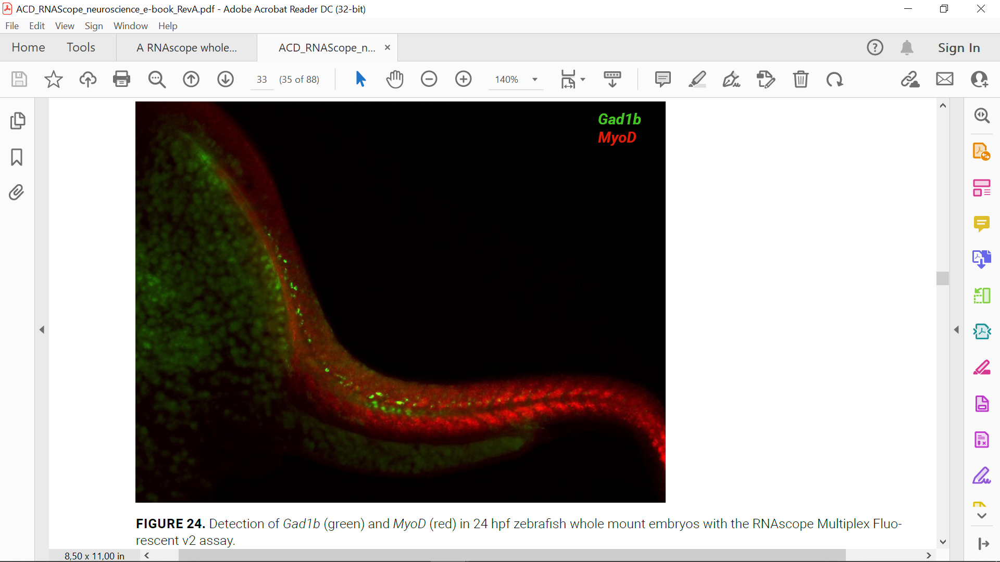 ACD_RNAScope_neuroscience_e-book_RevA.pdf - Adobe Acrobat Reader DC (32-bit)
File Edit View Sign Window Help
Home Tools A RNAscope whole... ACD_RNAScope_n... × Sign In
33 (35 of 88) 140%
Gad1b
MyoD
FIGURE 24. Detection of Gad1b (green) and MyoD (red) in 24 hpf zebrafish whole mount embryos with the RNAscope Multiplex Fluo-
rescent v2 assay.
8,50 x 11,00 in